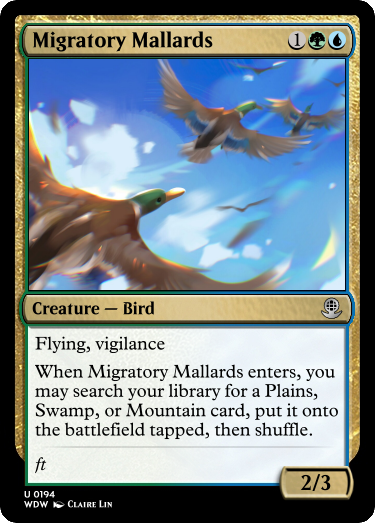 Migratory Mallards 1
Creature — Bird
Flying, vigilance
When Migratory Mallards enters, you
may search your library for a Plains,
Swamp, or Mountain card, put it onto
the battlefield tapped, then shuffle.
ft
2/3
U 0194
WDW Claire Lin